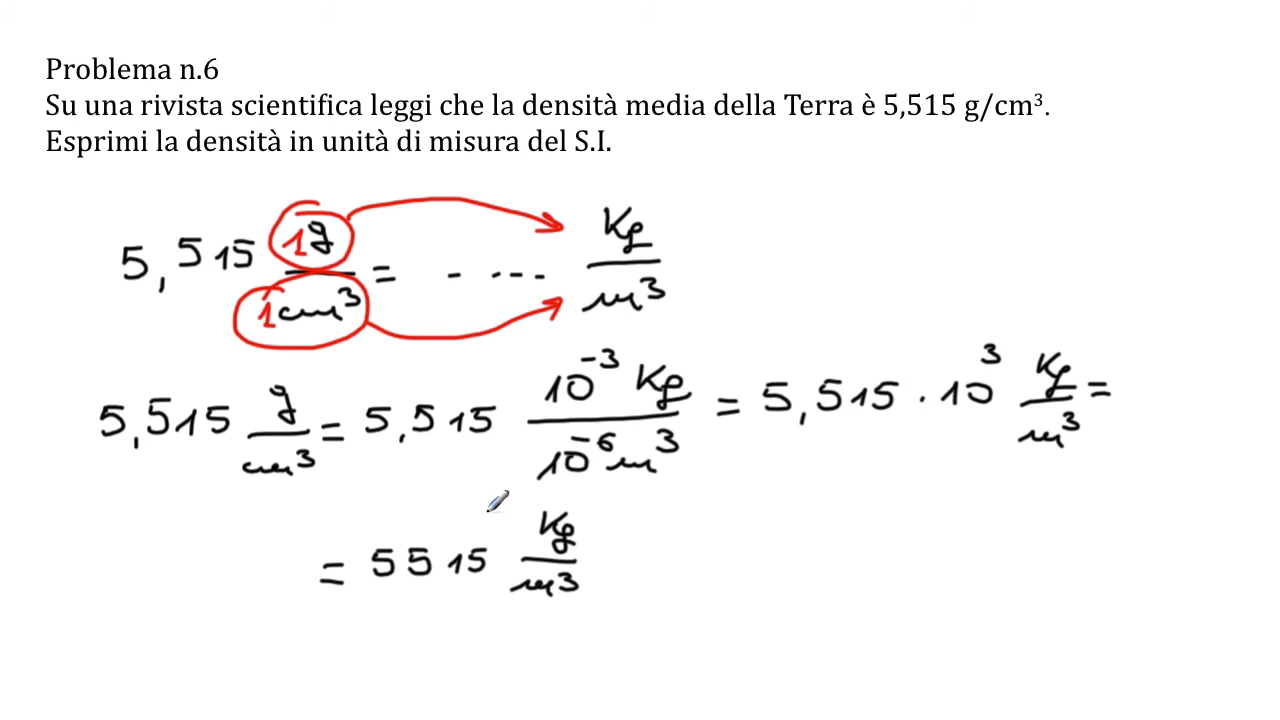 Problema n.6
Su una rivista scientifica leggi che la densità media della Terra è 5,515 g/cm³.
Esprimi la densità in unità di misura del S.I.
5,515 1g/1cm³ = - ---- Kg/m³
5,515 g/cm³ = 5,515 10⁻³ Kg/10⁻⁶ m³ = 5,515 · 10³ Kg/m³ =
= 5515 Kg/m³